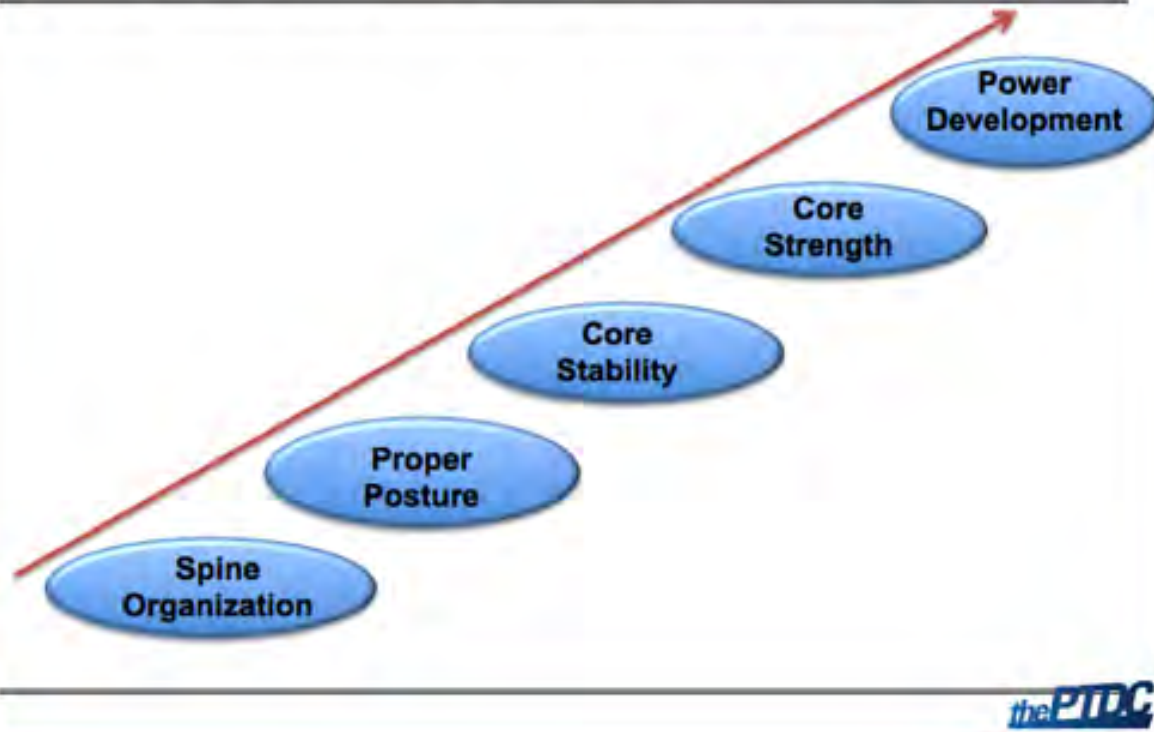 Power
Development
Core
Strength
Core
Stability
Proper
Posture
Spine
Organization
thePTDC